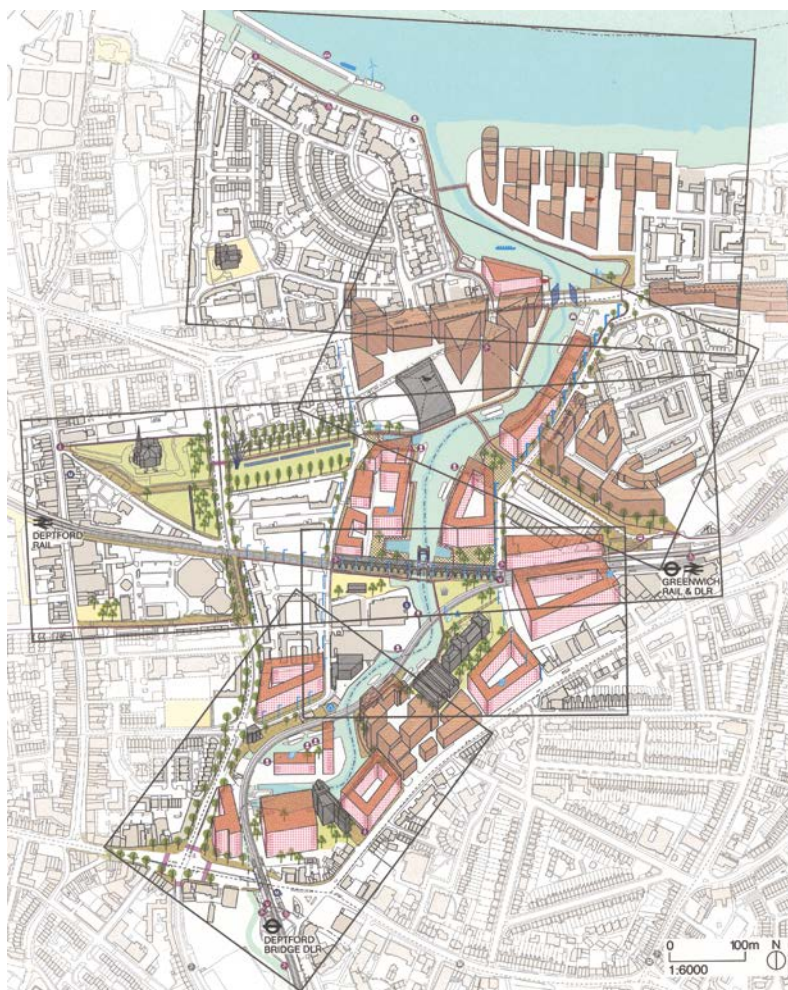 DEPTFORD
RAIL
GREENWICH
RAIL & DLR
DEPTFORD
BRIDGE DLR
0 100m N
1:6000